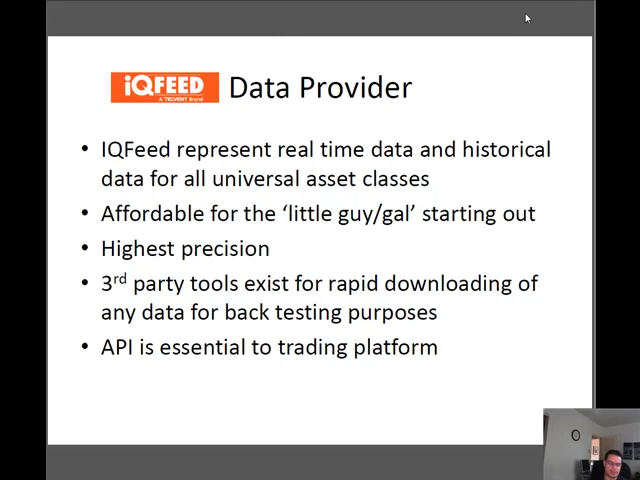 iQFEED
A TELVENT Brand
Data Provider
• IQFeed represent real time data and historical
data for all universal asset classes
• Affordable for the ‘little guy/gal’ starting out
• Highest precision
• 3rd party tools exist for rapid downloading of
any data for back testing purposes
• API is essential to trading platform